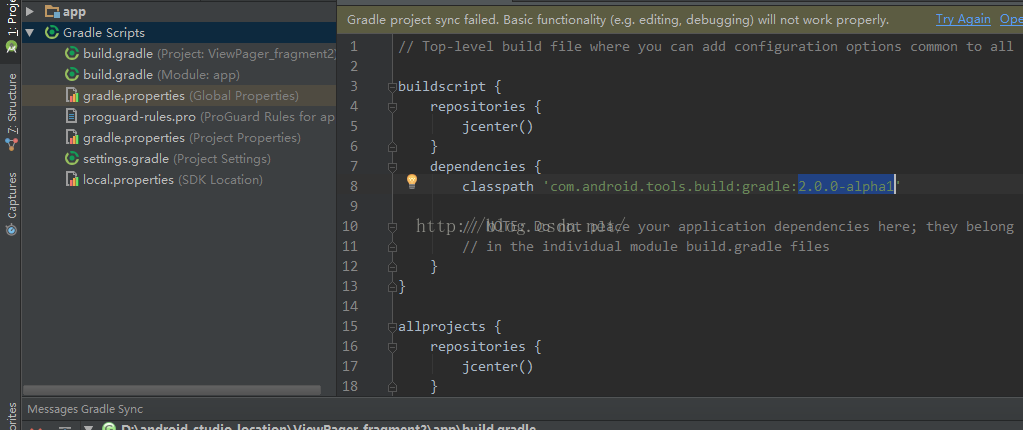 1: Proje
7: Structure
Captures
orites
app
Gradle Scripts
build.gradle (Project: ViewPager_fragment2)
build.gradle (Module: app)
gradle.properties (Global Properties)
proguard-rules.pro (ProGuard Rules for ap
gradle.properties (Project Properties)
settings.gradle (Project Settings)
local.properties (SDK Location)
Gradle project sync failed. Basic functionality (e.g. editing, debugging) will not work properly. Try Again Ope
1 // Top-level build file where you can add configuration options common to all
2
3 buildscript {
4 repositories {
5 jcenter()
6 }
7 dependencies {
8 classpath 'com.android.tools.build:gradle:2.0.0-alpha1'
9
10 // NOTE: Do not place your application dependencies here; they belong
http://blog.csdn.net/
11 // in the individual module build.gradle files
12 }
13 }
14
15 allprojects {
16 repositories {
17 jcenter()
18 }
Messages Gradle Sync
D:\android_studio_location\ViewPager_fragment2\app\build.gradle